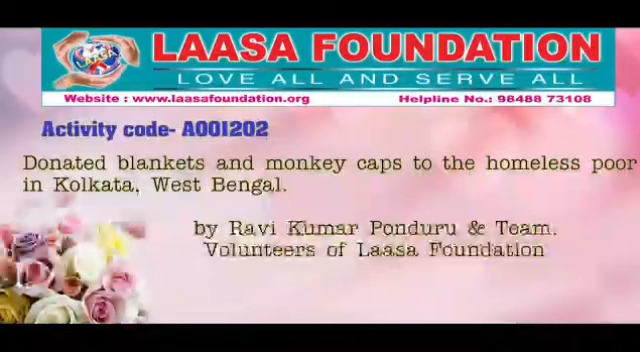 LAASA FOUNDATION
LOVE ALL AND SERVE ALL
Website : www.laasafoundation.org Helpline No.: 98488 73108
Activity code- A001202
Donated blankets and monkey caps to the homeless poor
in Kolkata, West Bengal.
by Ravi Kumar Ponduru & Team.
Volunteers of Laasa Foundation